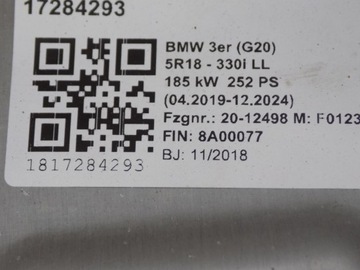 17284293
BMW 3er (G20)
5R18 - 330i LL
185 kW 252 PS
(04.2019-12.2024)
Fzgnr.: 20-12498 M: F0123
FIN: 8A00077
BJ: 11/2018
1817284293